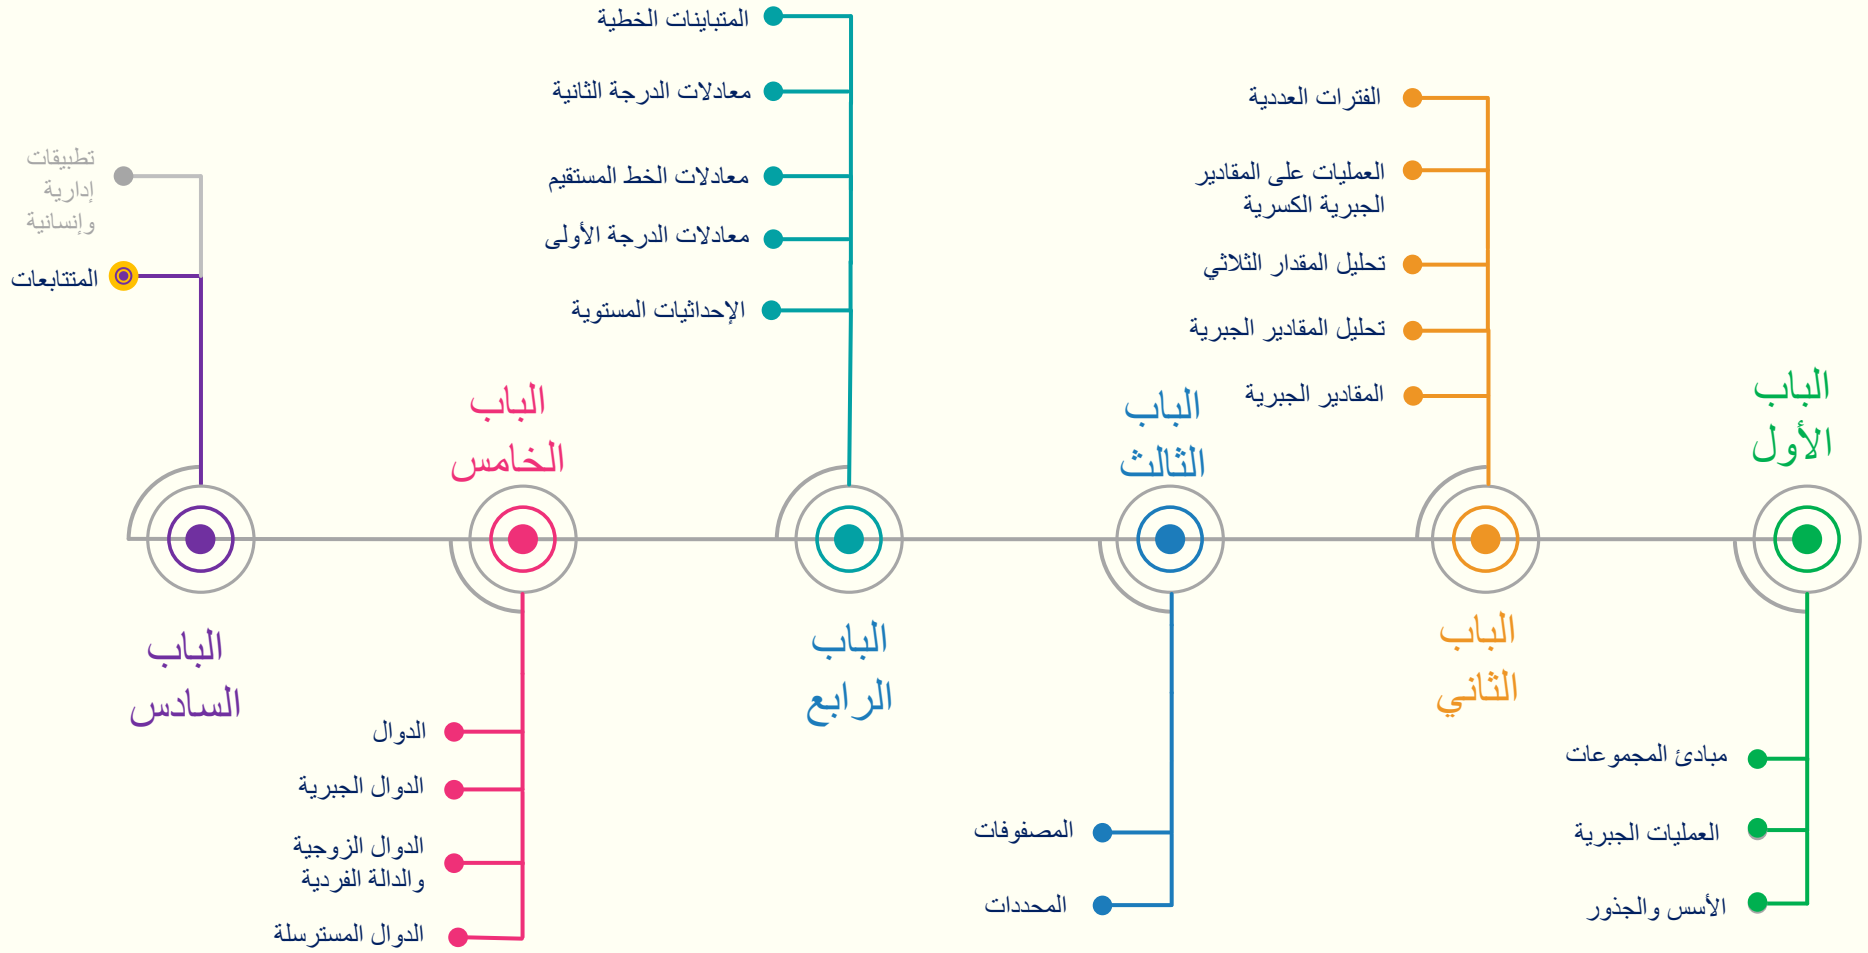 الباب
الأول
مبادئ المجموعات
العمليات الجبرية
الأسس والجذور
الفترات العددية
العمليات على المقادير
الجبرية الكسرية
تحليل المقدار الثلاثي
تحليل المقادير الجبرية
المقادير الجبرية
الباب
الثاني
الباب
الثالث
المصفوفات
المحددات
المتباينات الخطية
معادلات الدرجة الثانية
معادلات الخط المستقيم
معادلات الدرجة الأولى
الإحداثيات المستوية
الباب
الرابع
الباب
الخامس
الدوال
الدوال الجبرية
الدوال الزوجية
والدالة الفردية
الدوال المسترسلة
تطبيقات
إدارية
وإنسانية
المتتابعات
الباب
السادس